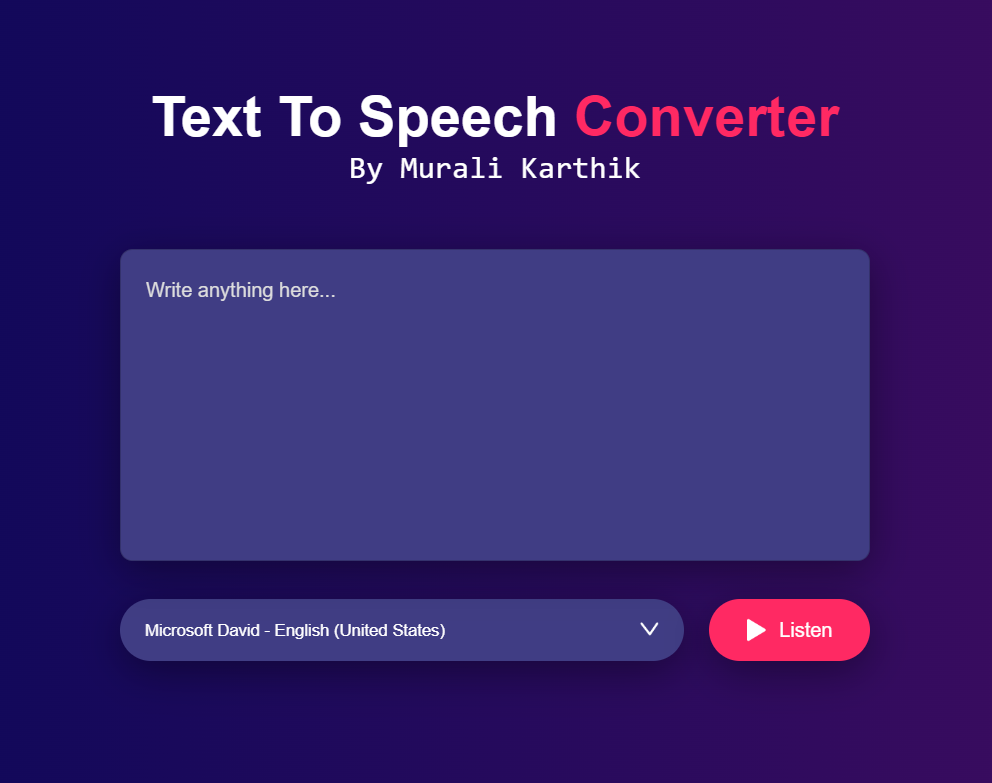 Text To Speech Converter
By Murali Karthik
Write anything here...
Microsoft David - English (United States)
Listen